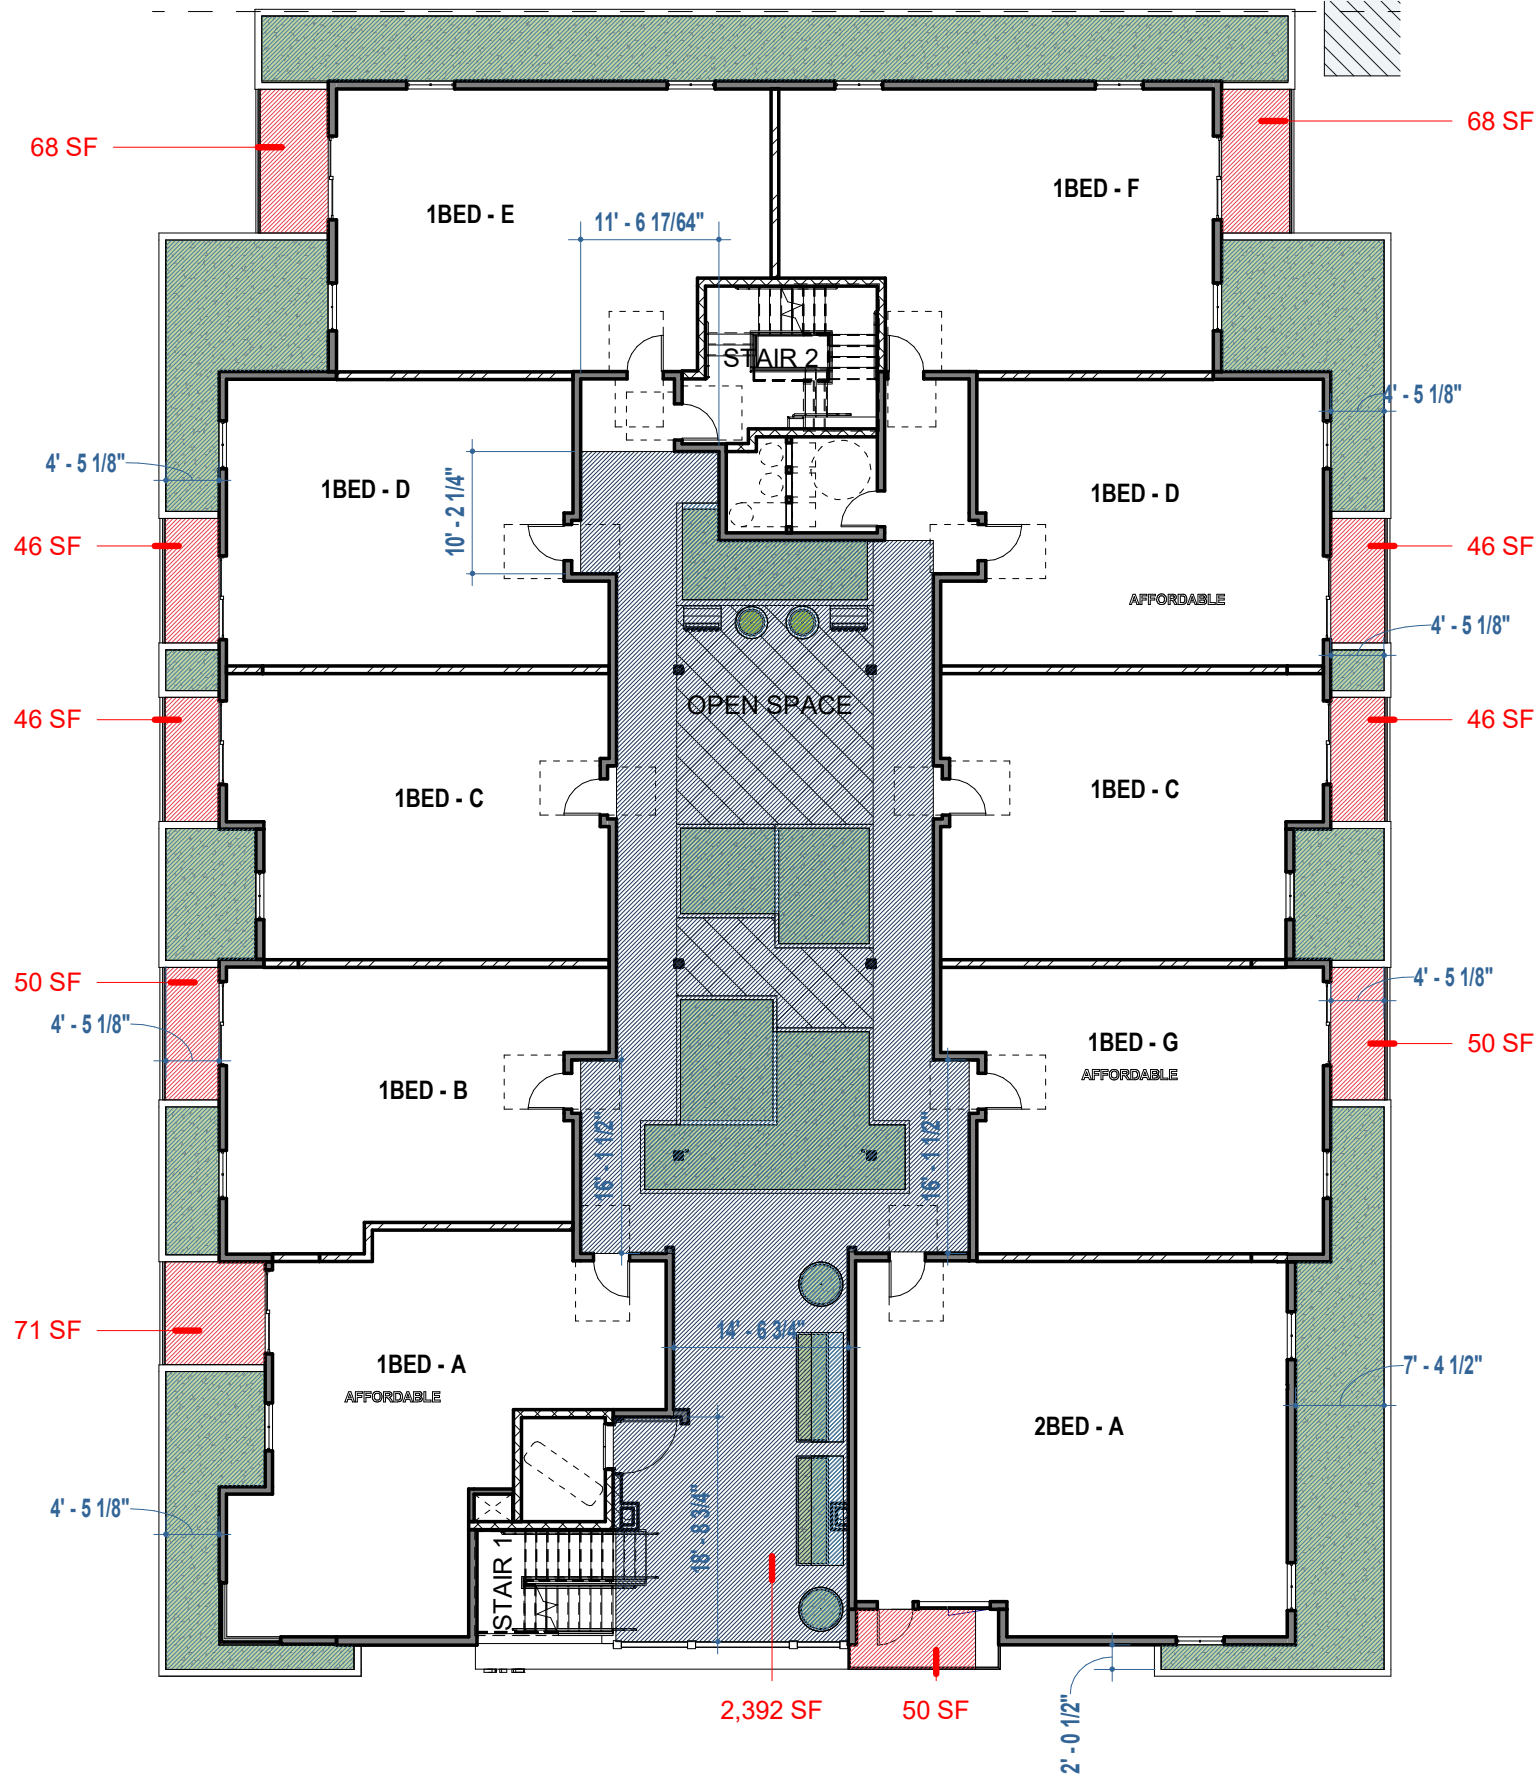 68 SF
68 SF
1BED - F
1BED - E
11' - 6 17/64"
STAIR 2
4' - 5 1/8"
4' - 5 1/8"
1BED - D
1BED - D
10' - 2 1/4"
46 SF
46 SF
AFFORDABLE
4' - 5 1/8"
OPEN SPACE
46 SF
46 SF
1BED - C
1BED - C
50 SF
4' - 5 1/8"
4' - 5 1/8"
1BED - G
50 SF
AFFORDABLE
1BED - B
16' - 1 1/2"
16' - 1 1/2"
71 SF
14' - 6 3/4"
1BED - A
7' - 4 1/2"
AFFORDABLE
2BED - A
4' - 5 1/8"
18' - 8 3/4"
STAIR 1
2,392 SF
50 SF
2' - 0 1/2"